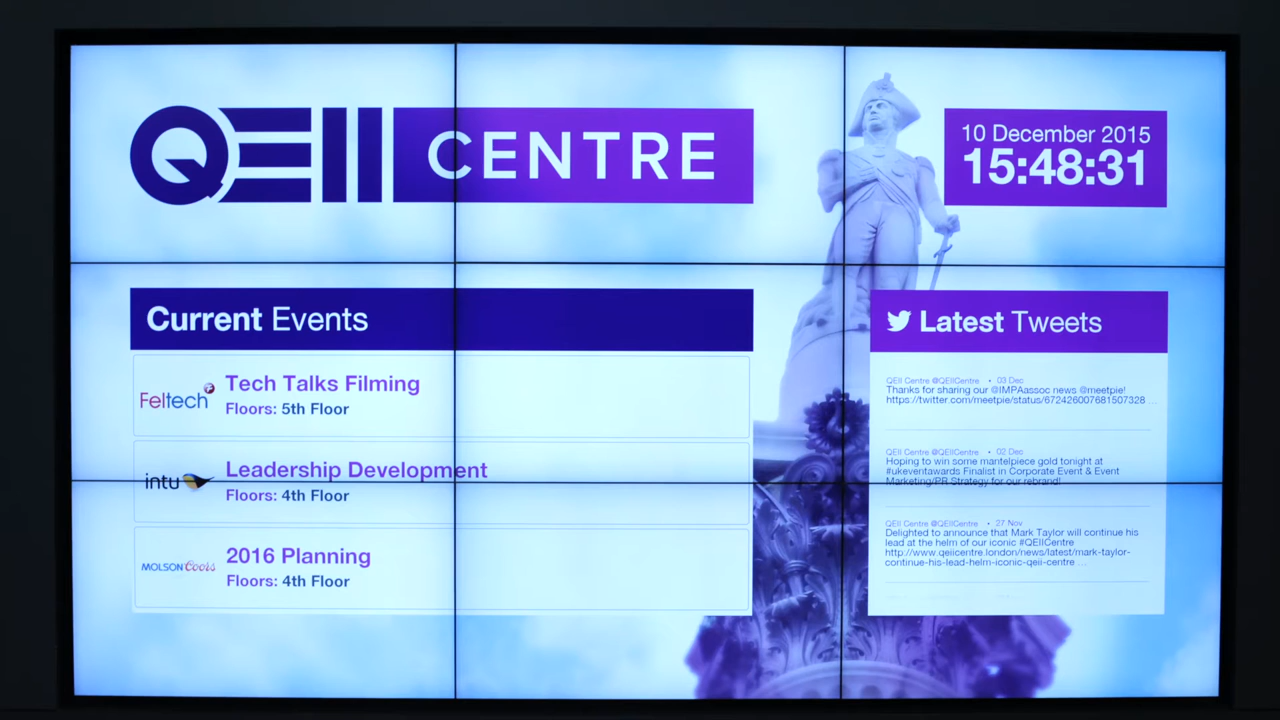 QEII CENTRE
10 December 2015
15:48:31
Current Events
Feltech
Tech Talks Filming
Floors: 5th Floor
intu
Leadership Development
Floors: 4th Floor
MOLSON Coors
2016 Planning
Floors: 4th Floor
Latest Tweets
QEII Centre @QEIICentre • 03 Dec
Thanks for sharing our @IMPAassoc news @meetpie!
https://twitter.com/meetpie/status/672426007681507328 ...
QEII Centre @QEIICentre • 02 Dec
Hoping to win some mantelpiece gold tonight at
#ukeventawards Finalist in Corporate Event & Event
Marketing/PR Strategy for our rebrand!
QEII Centre @QEIICentre • 27 Nov
Delighted to announce that Mark Taylor will continue his
lead at the helm of our iconic #QEIICentre
http://www.qeiicentre.london/news/latest/mark-taylor-
continue-his-lead-helm-iconic-qeii-centre ...